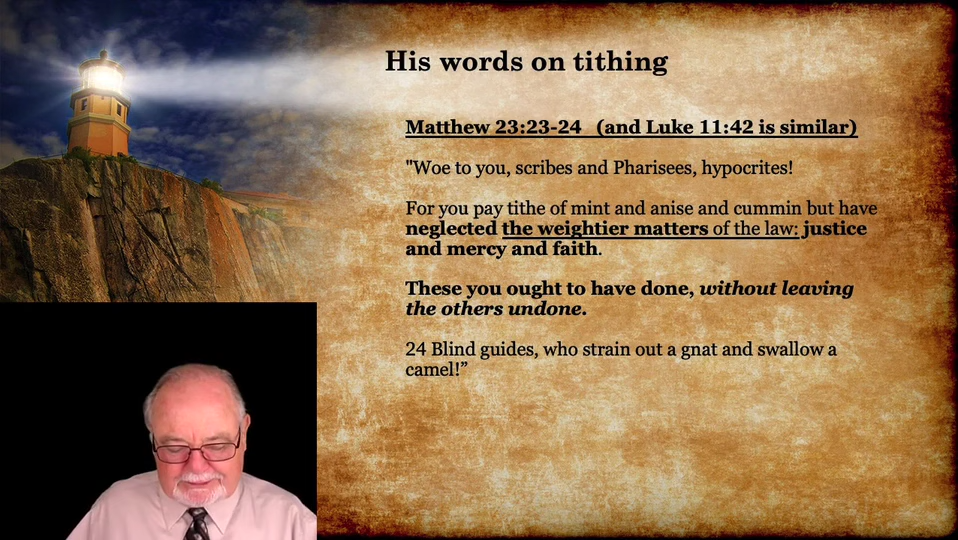 His words on tithing
Matthew 23:23-24   (and Luke 11:42 is similar)
"Woe to you, scribes and Pharisees, hypocrites!
For you pay tithe of mint and anise and cummin but have
neglected the weightier matters of the law: justice
and mercy and faith.
These you ought to have done, without leaving
the others undone.
24 Blind guides, who strain out a gnat and swallow a
camel!”